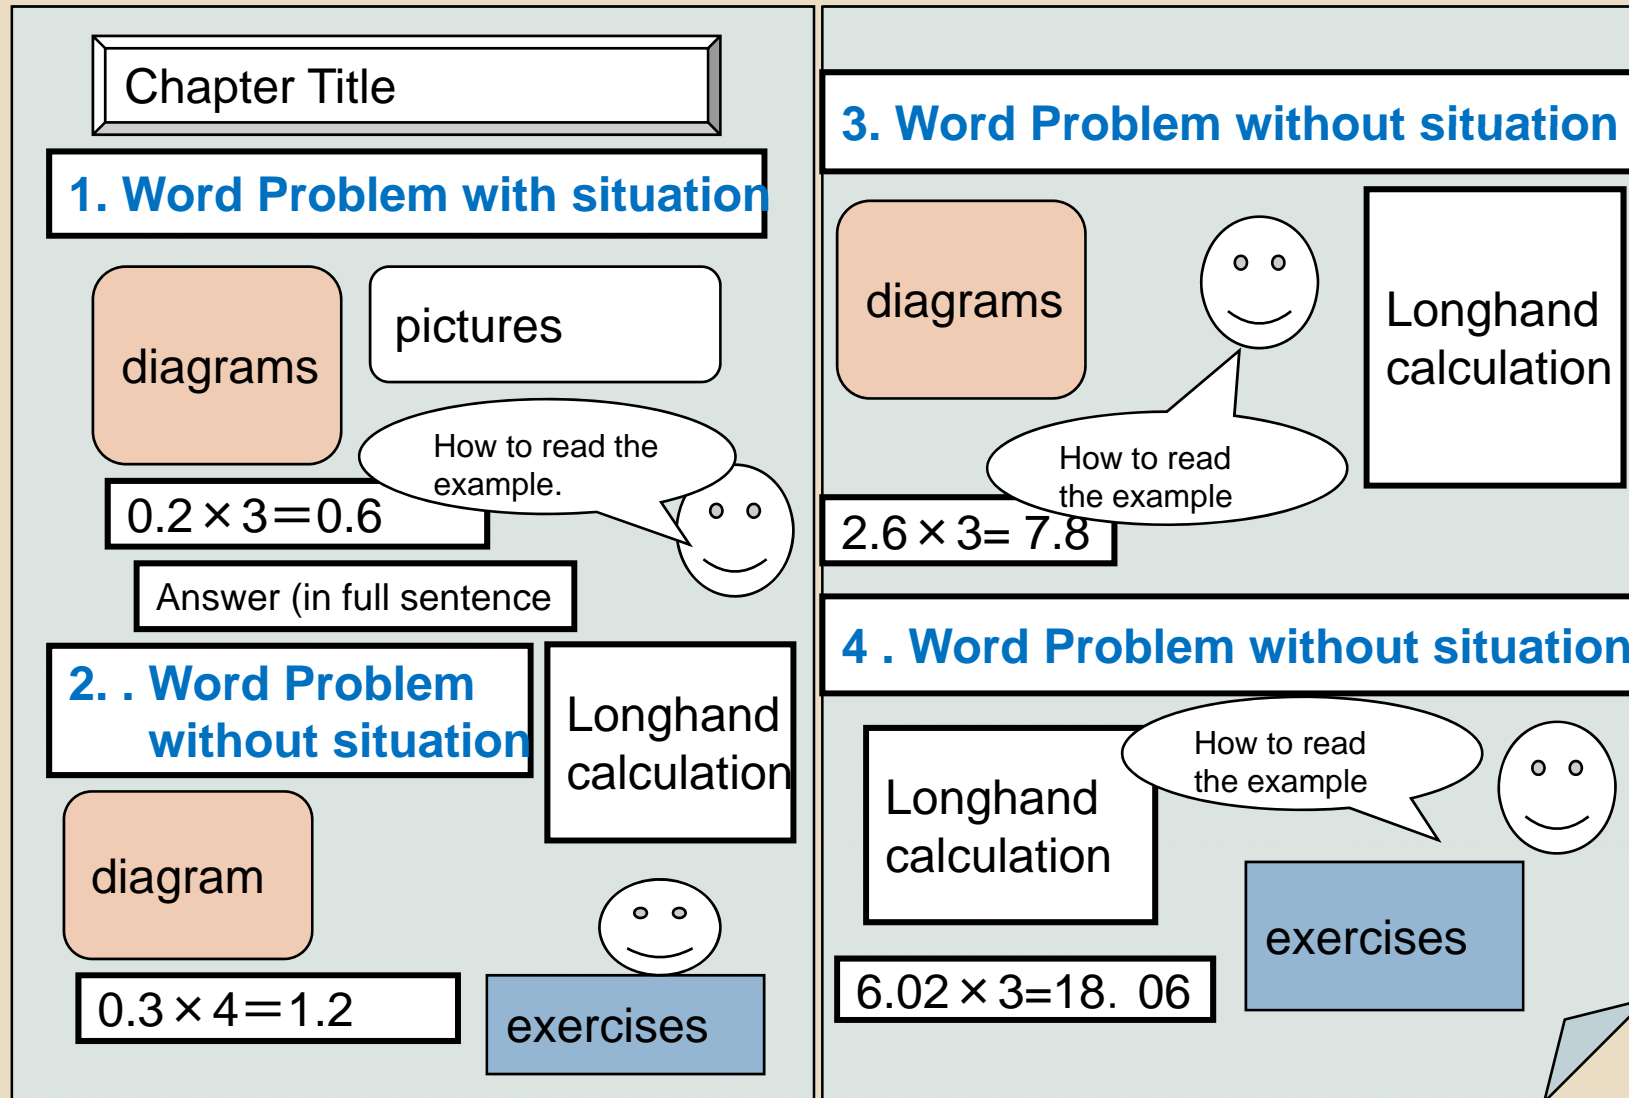 Chapter Title
1. Word Problem with situation
diagrams
pictures
How to read the
example.
0.2×3＝0.6
Answer (in full sentence
2. . Word Problem
without situation
Longhand
calculation
diagram
0.3×4＝1.2
exercises
3. Word Problem without situation
diagrams
Longhand
calculation
How to read
the example
2.6×3= 7.8
4 . Word Problem without situation
How to read
the example
Longhand
calculation
exercises
6.02×3=18. 06